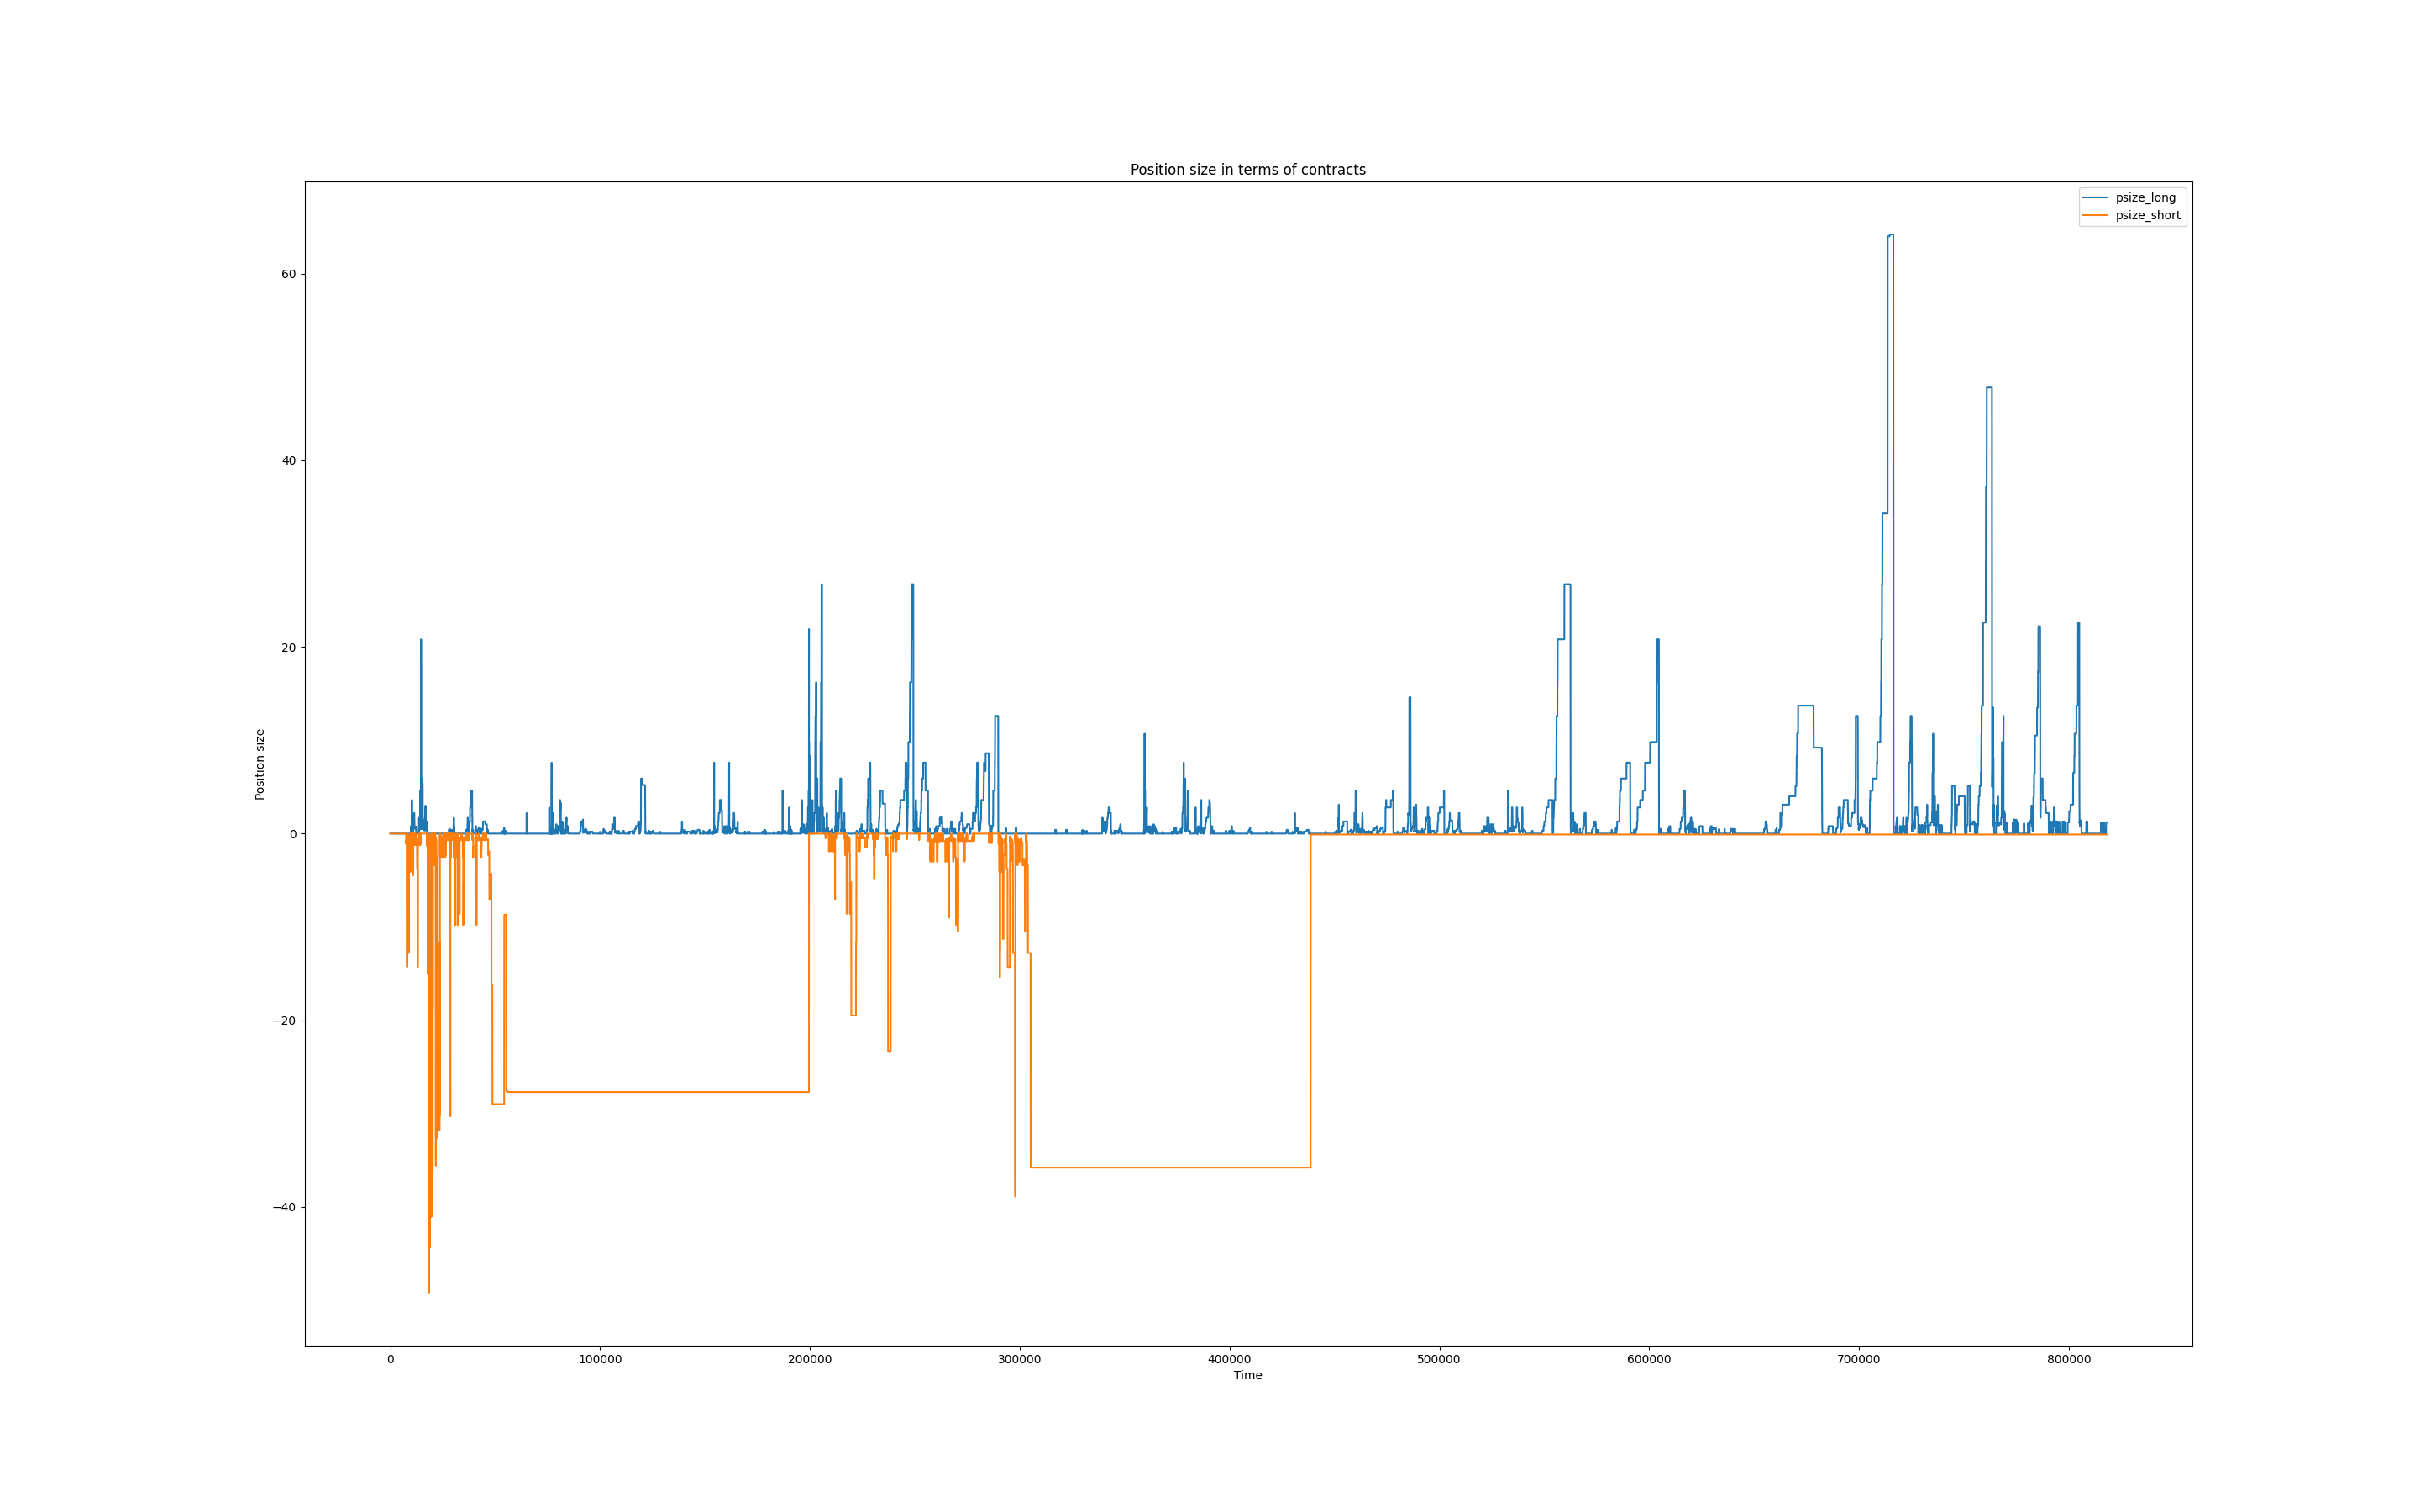 Position size in terms of contracts
psize_long
psize_short
Position size
60
40
20
0
−20
−40
0 100000 200000 300000 400000 500000 600000 700000 800000
Time